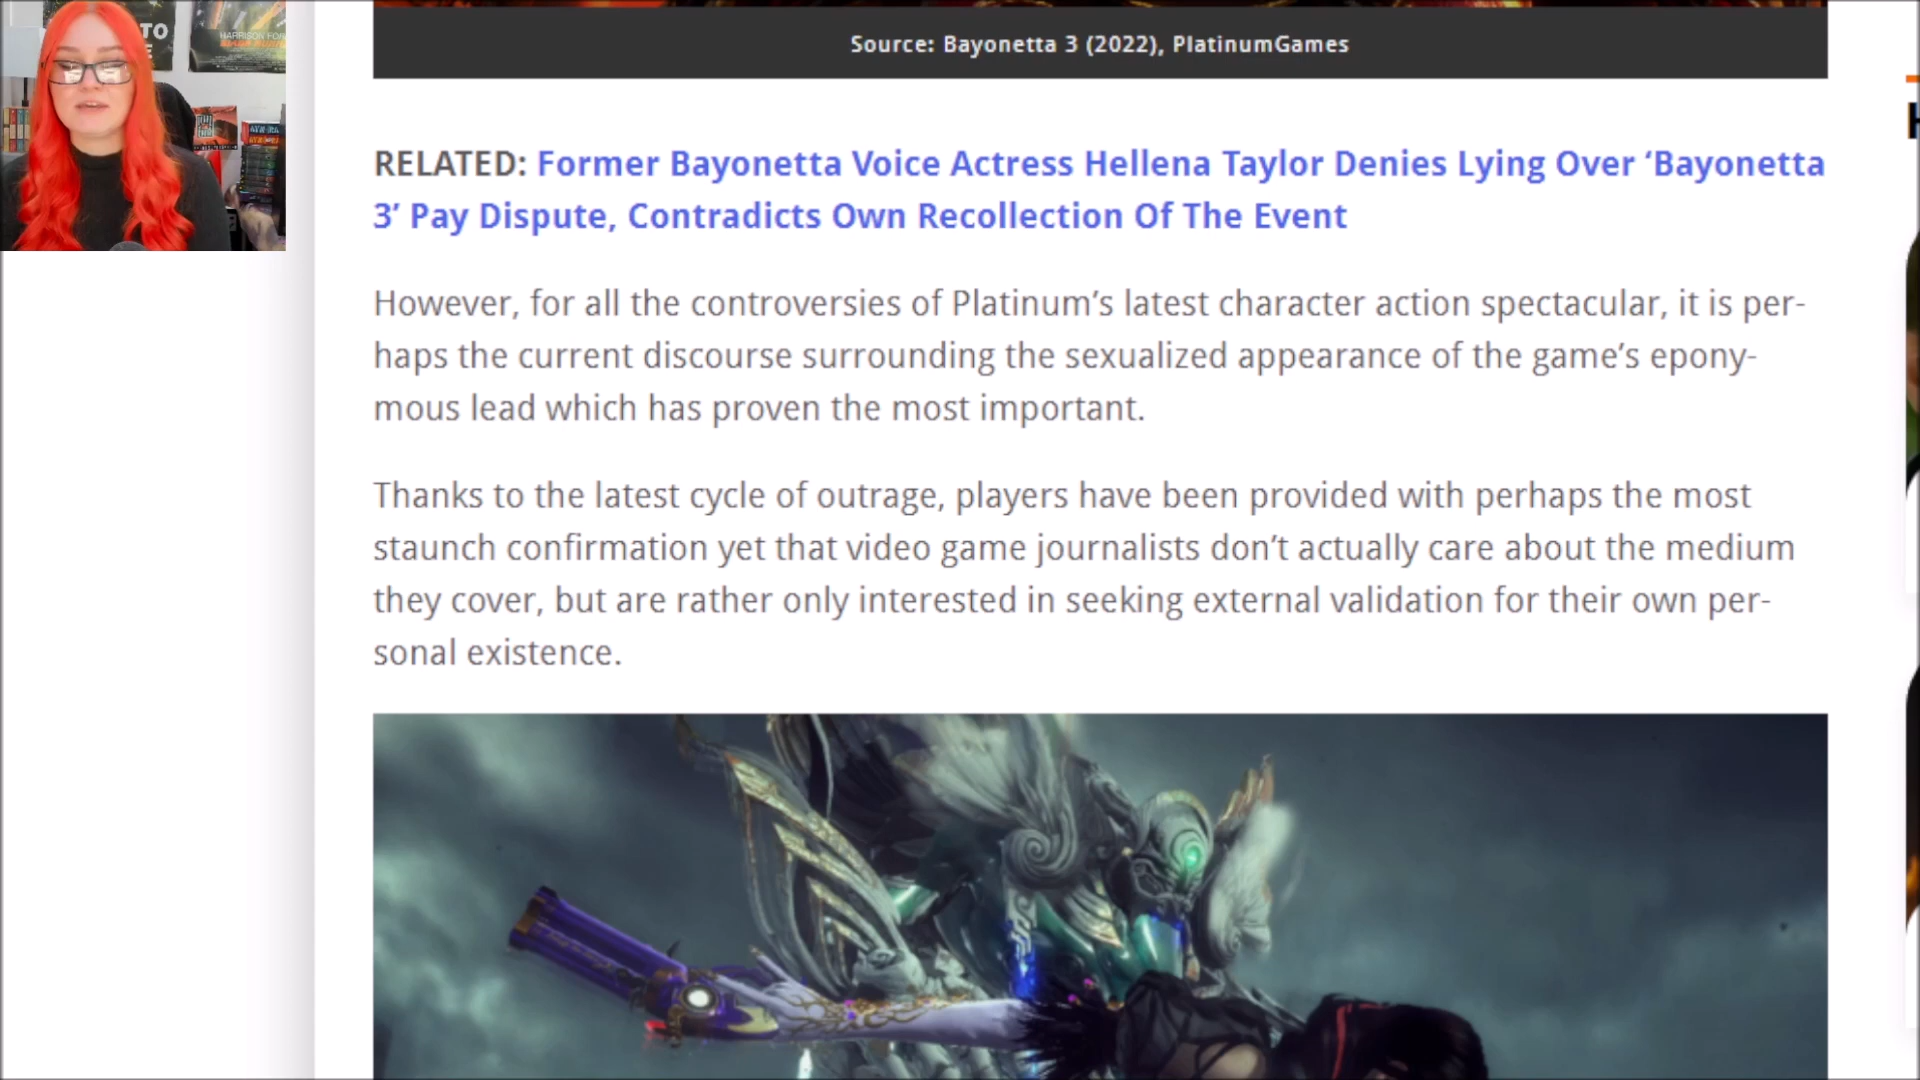 TO
E
HARRISON FOR
Source: Bayonetta 3 (2022), PlatinumGames
RELATED: Former Bayonetta Voice Actress Hellena Taylor Denies Lying Over ‘Bayonetta
3’ Pay Dispute, Contradicts Own Recollection Of The Event
However, for all the controversies of Platinum’s latest character action spectacular, it is per-
haps the current discourse surrounding the sexualized appearance of the game’s epony-
mous lead which has proven the most important.
Thanks to the latest cycle of outrage, players have been provided with perhaps the most
staunch confirmation yet that video game journalists don’t actually care about the medium
they cover, but are rather only interested in seeking external validation for their own per-
sonal existence.